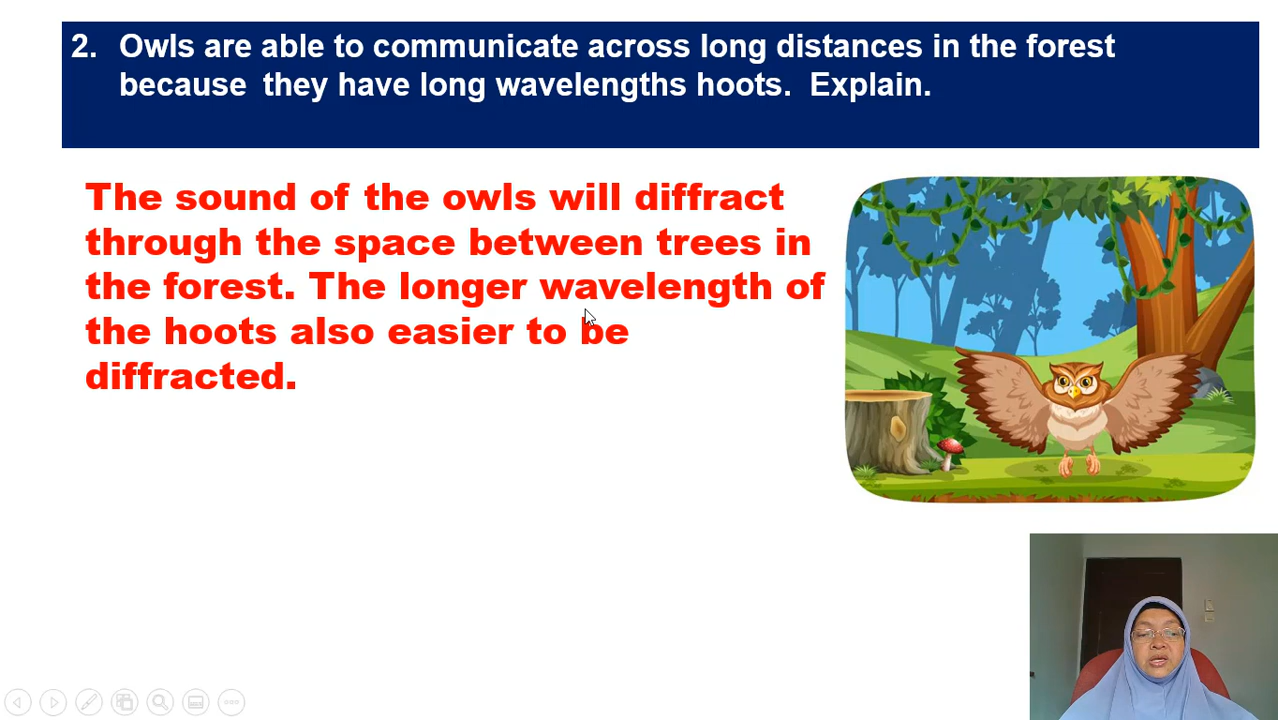 2. Owls are able to communicate across long distances in the forest
because they have long wavelengths hoots. Explain.
The sound of the owls will diffract
through the space between trees in
the forest. The longer wavelength of
the hoots also easier to be
diffracted.